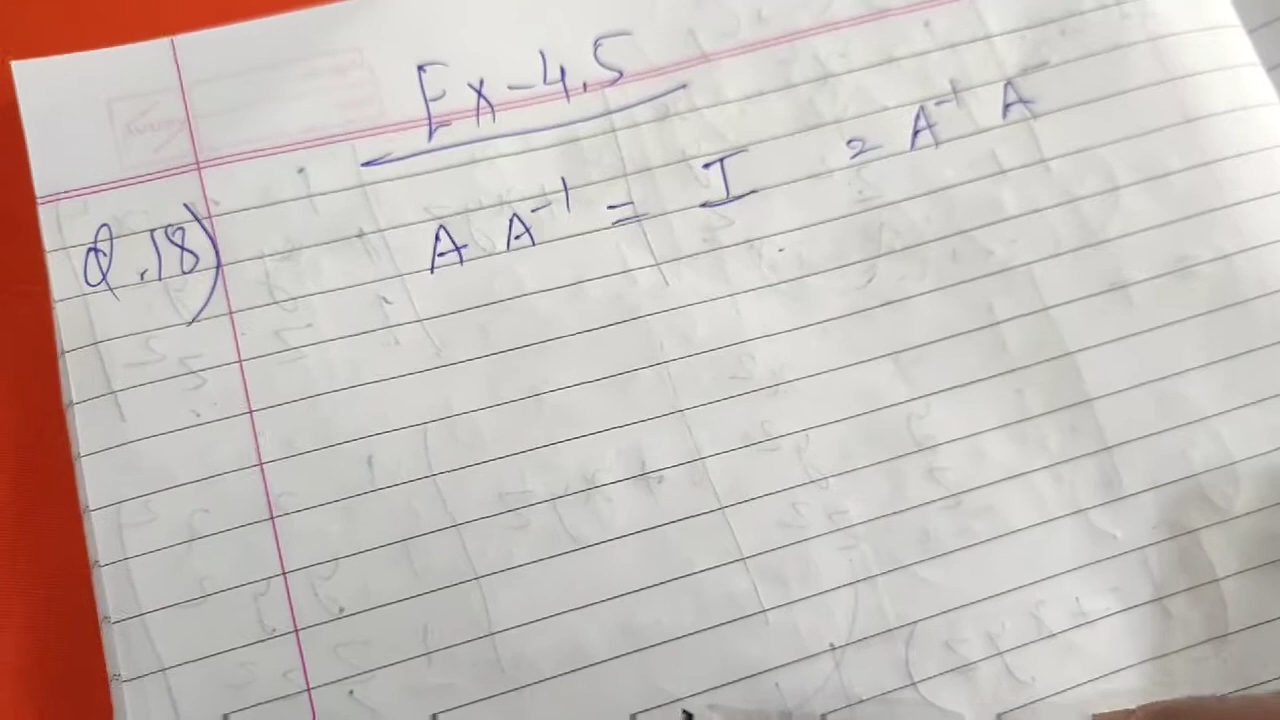 Ex-4.5
Q.18) A A⁻¹ = I = A⁻¹ A